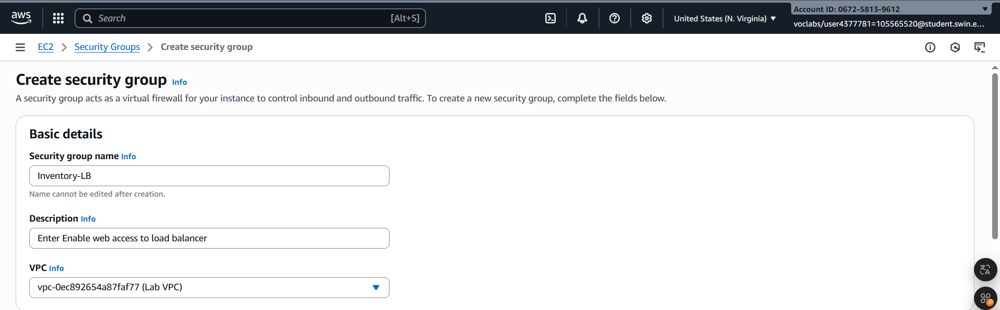 aws
Search [Alt+S]
United States (N. Virginia)
Account ID: 0672-5813-9612
voclabs/user4377781=105565520@student.swin.e...
EC2 > Security Groups > Create security group
Create security group Info
A security group acts as a virtual firewall for your instance to control inbound and outbound traffic. To create a new security group, complete the fields below.
Basic details
Security group name Info
Inventory-LB
Name cannot be edited after creation.
Description Info
Enter Enable web access to load balancer
VPC Info
vpc-0ec892654a87faf77 (Lab VPC)